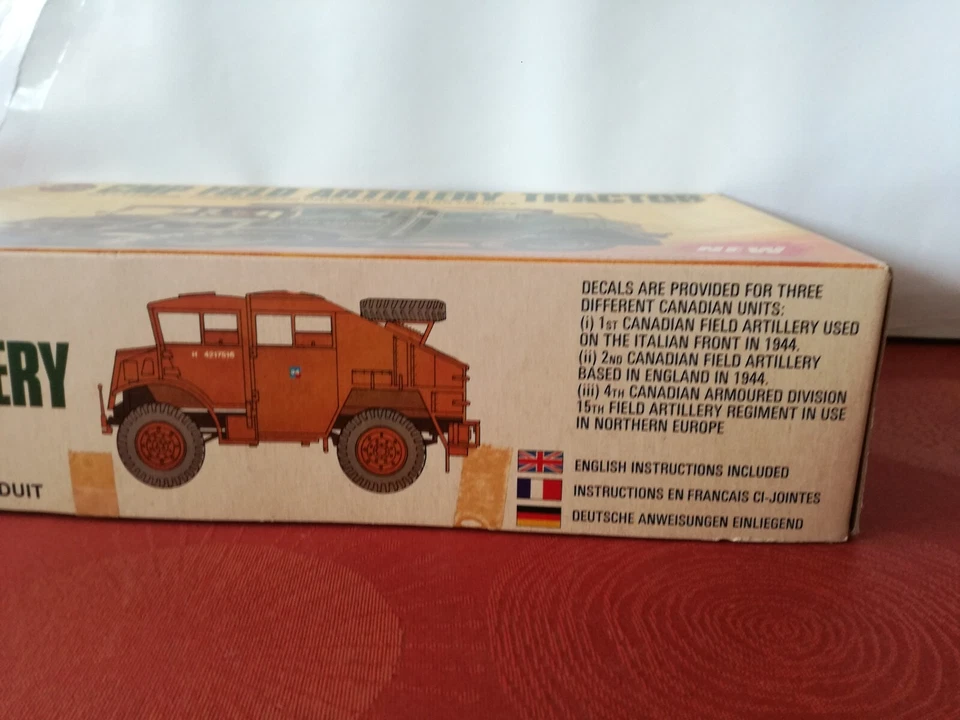 CMP FIELD ARTILLERY TRACTOR
NEW
ERY
DUIT
H 4217516
DECALS ARE PROVIDED FOR THREE
DIFFERENT CANADIAN UNITS:
(i) 1ST CANADIAN FIELD ARTILLERY USED
ON THE ITALIAN FRONT IN 1944.
(ii) 2ND CANADIAN FIELD ARTILLERY
BASED IN ENGLAND IN 1944.
(iii) 4TH CANADIAN ARMOURED DIVISION
15TH FIELD ARTILLERY REGIMENT IN USE
IN NORTHERN EUROPE
ENGLISH INSTRUCTIONS INCLUDED
INSTRUCTIONS EN FRANCAIS CI-JOINTES
DEUTSCHE ANWEISUNGEN EINLIEGEND